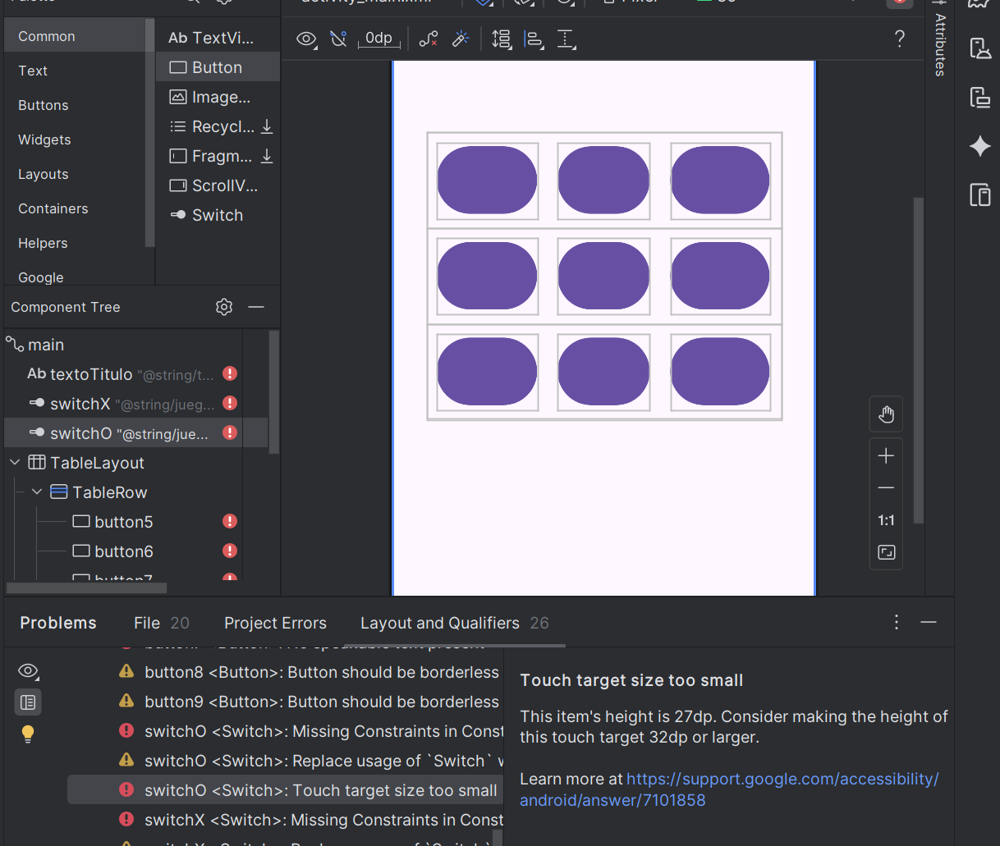 activity_main.xml
Common
Text
Buttons
Widgets
Layouts
Containers
Helpers
Google
Ab TextVi...
Button
Image...
Recycl...
Fragm...
ScrollV...
Switch
0dp
?
Attributes
Component Tree
main
Ab textoTitulo "@string/t...
switchX "@string/jueg...
switchO "@string/jue...
TableLayout
TableRow
button5
button6
button7
1:1
Problems
File 20
Project Errors
Layout and Qualifiers 26
button8 <Button>: Button should be borderless
button9 <Button>: Button should be borderless
switchO <Switch>: Missing Constraints in Const
switchO <Switch>: Replace usage of `Switch` w
switchO <Switch>: Touch target size too small
switchX <Switch>: Missing Constraints in Const
Touch target size too small
This item's height is 27dp. Consider making the height of
this touch target 32dp or larger.
Learn more at https://support.google.com/accessibility/
android/answer/7101858